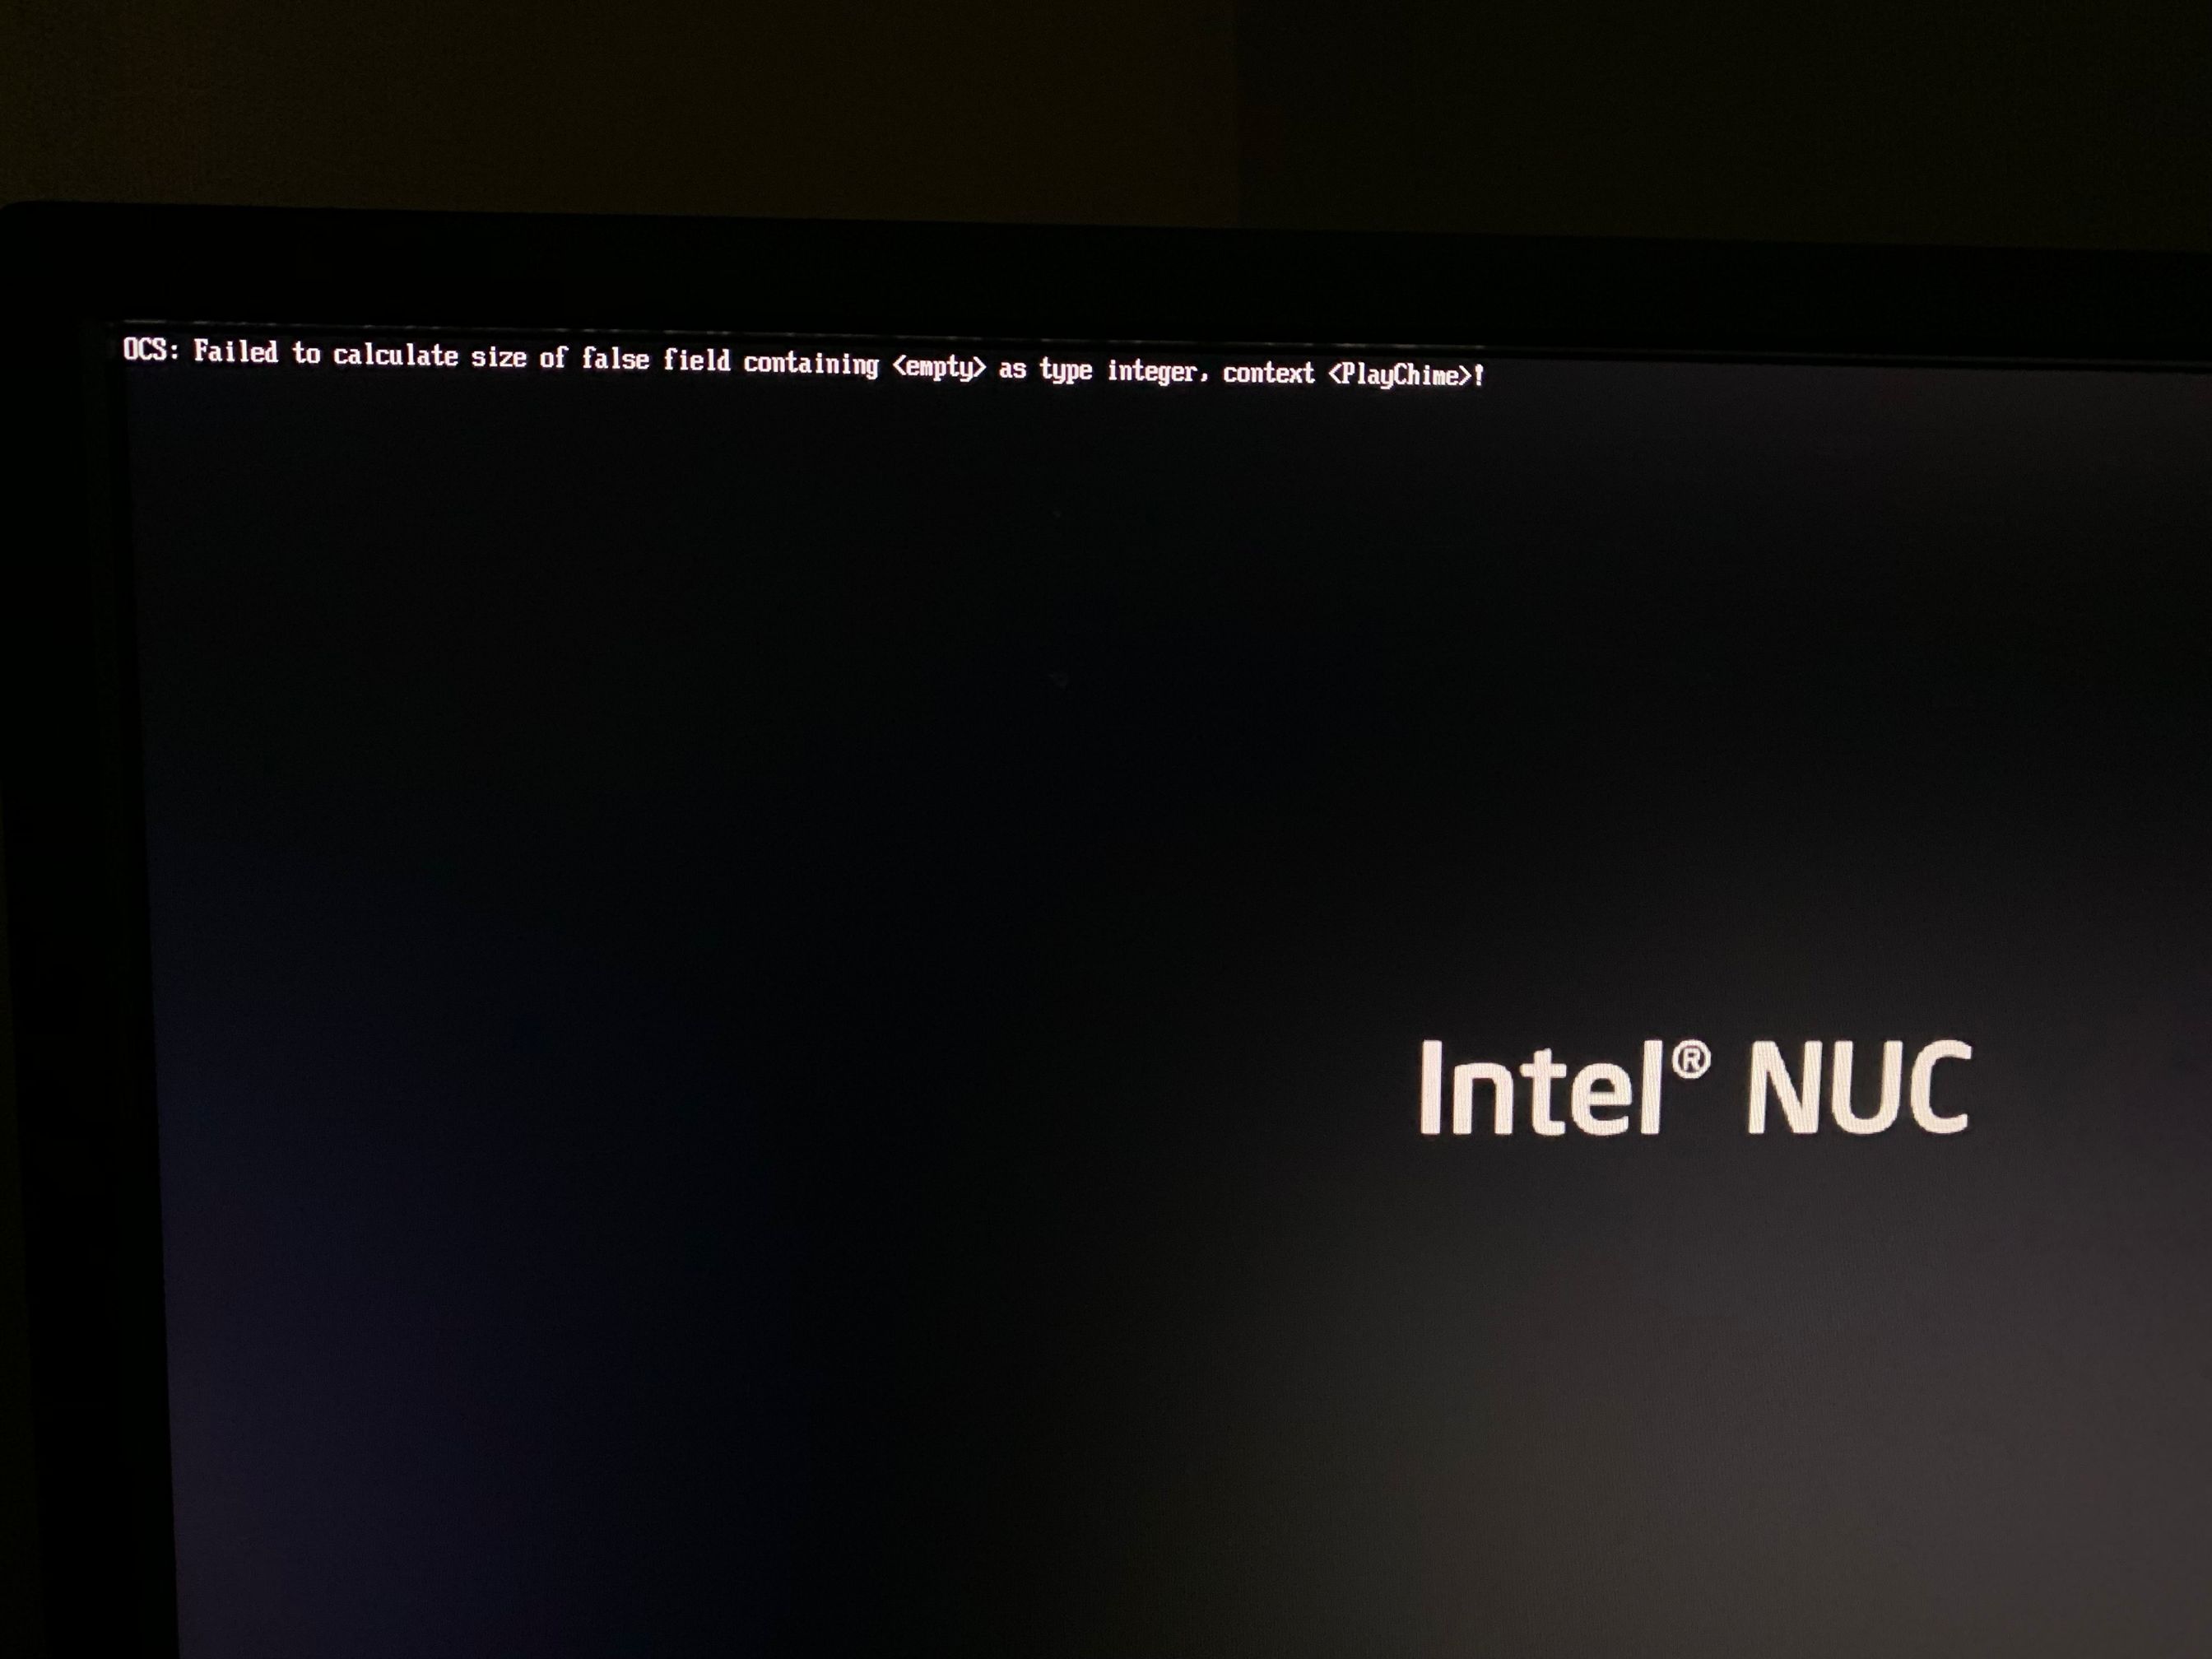 OCS: Failed to calculate size of false field containing <empty> as type integer, context <PlayChime>!
Intel® NUC